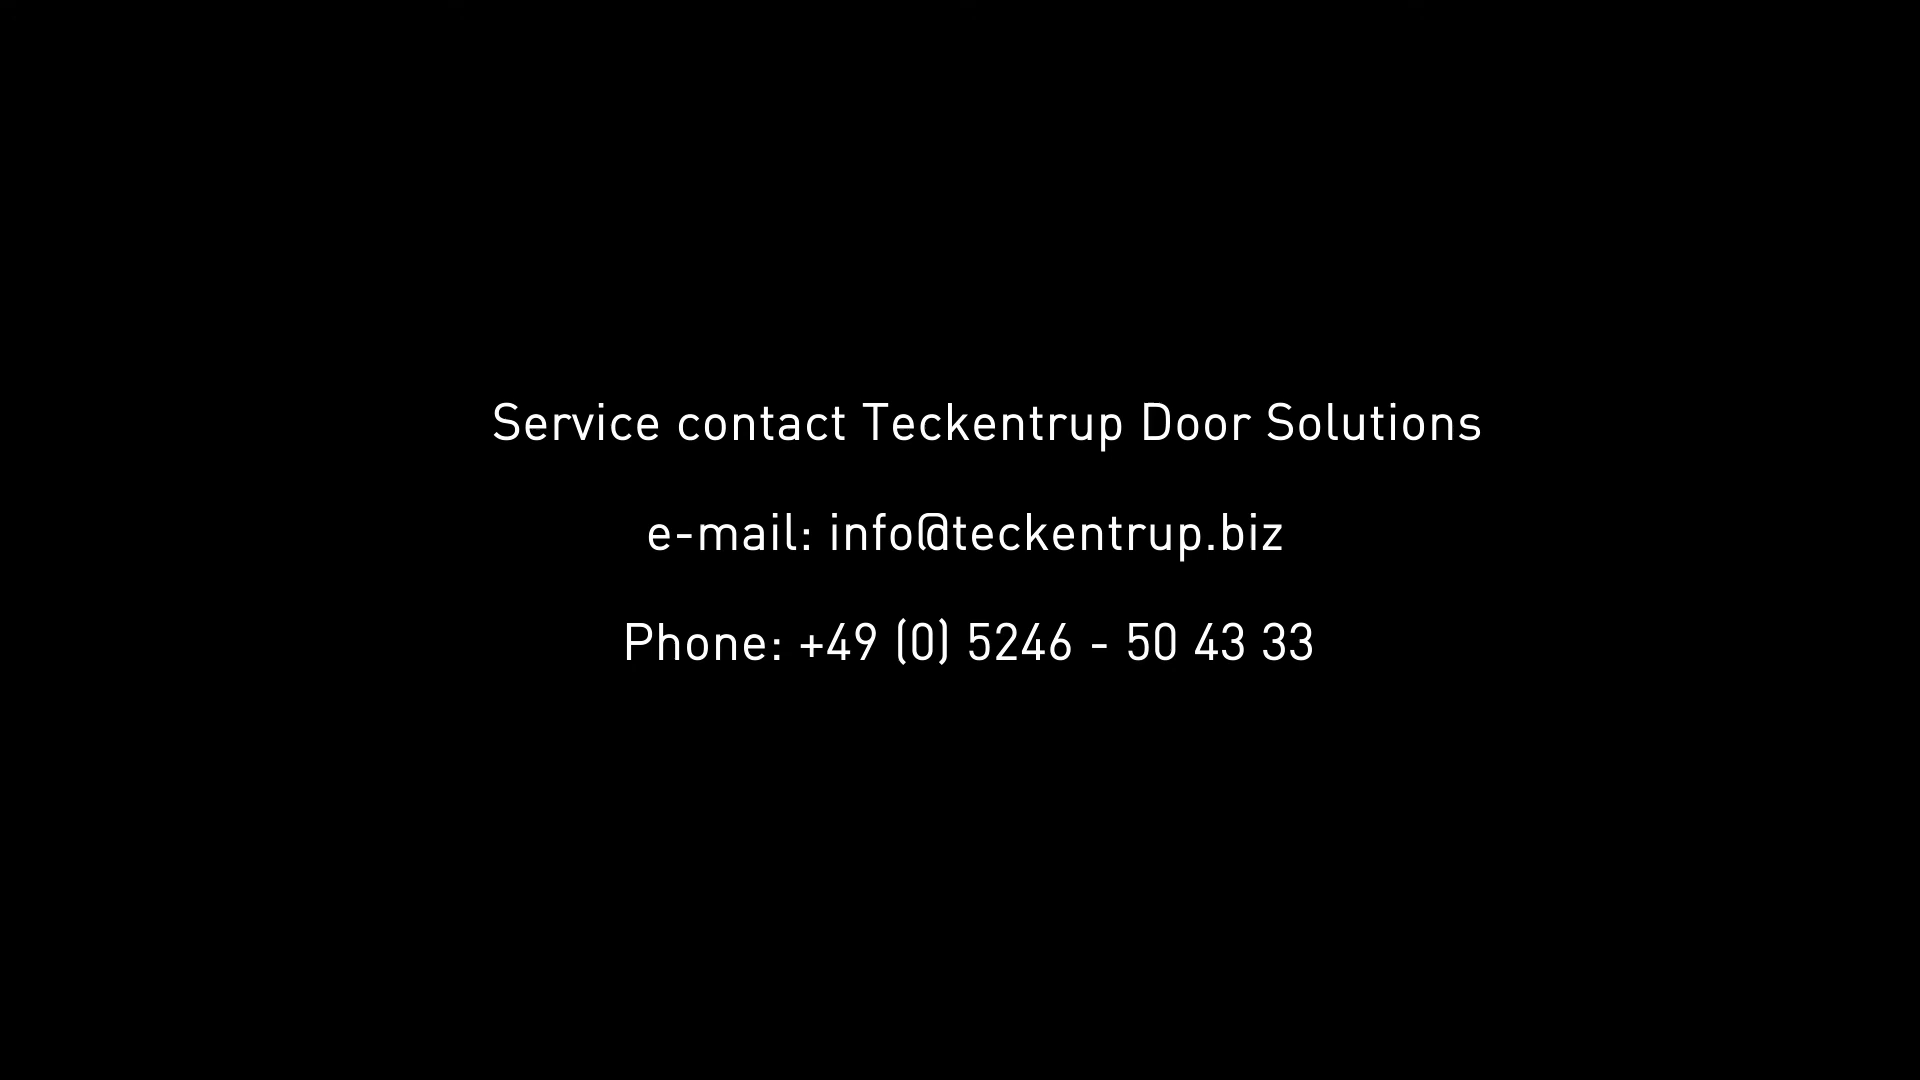 Service contact Teckentrup Door Solutions
e-mail: info@teckentrup.biz
Phone: +49 (0) 5246 - 50 43 33